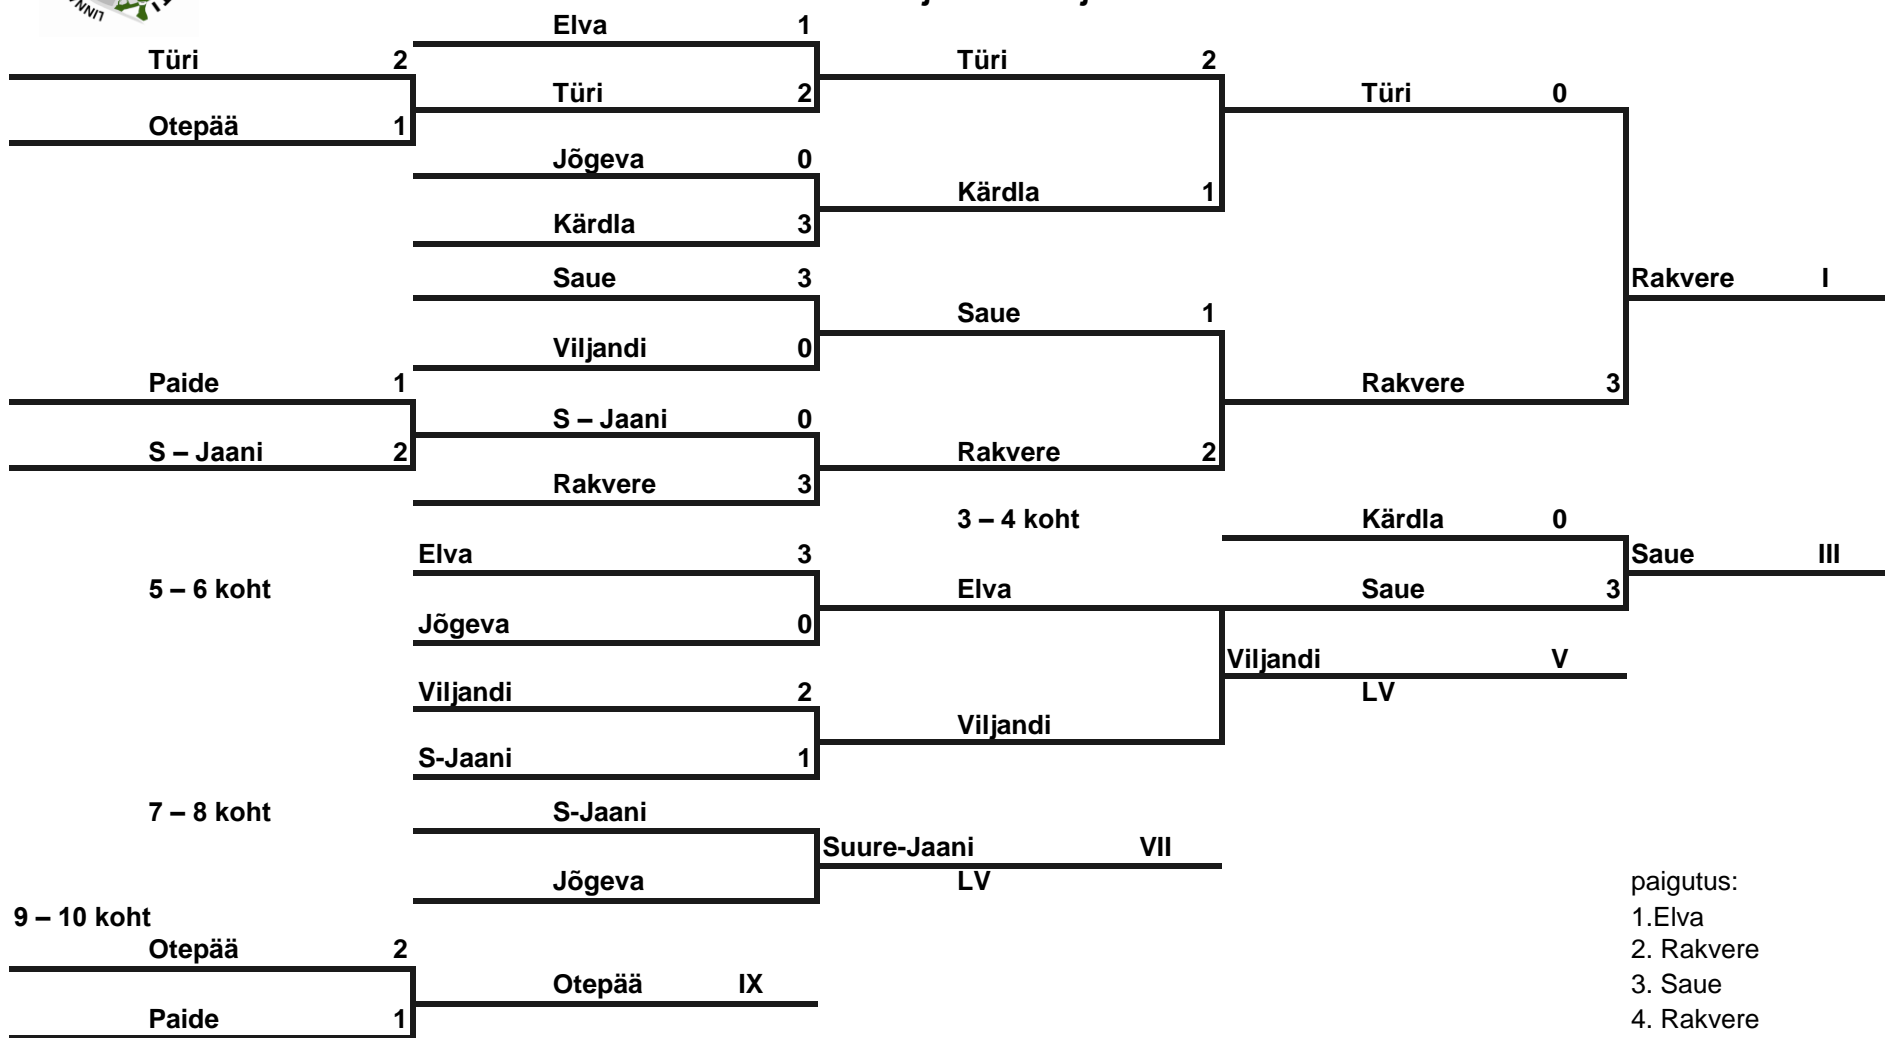 LINN
Elva 1
Türi 2 Türi 2
Türi 2 Türi 0
Otepää 1
Jõgeva 0
Kärdla 1
Kärdla 3
Saue 3 Rakvere I
Saue 1
Viljandi 0
Paide 1 Rakvere 3
S – Jaani 0
S – Jaani 2 Rakvere 2
Rakvere 3
3 – 4 koht Kärdla 0
Elva 3 Saue III
5 – 6 koht Elva Saue 3
Jõgeva 0
Viljandi V
Viljandi 2 LV
Viljandi
S-Jaani 1
7 – 8 koht S-Jaani
Suure-Jaani VII
Jõgeva LV paigutus:
9 – 10 koht 1.Elva
Otepää 2 2. Rakvere
Otepää IX 3. Saue
Paide 1 4. Rakvere